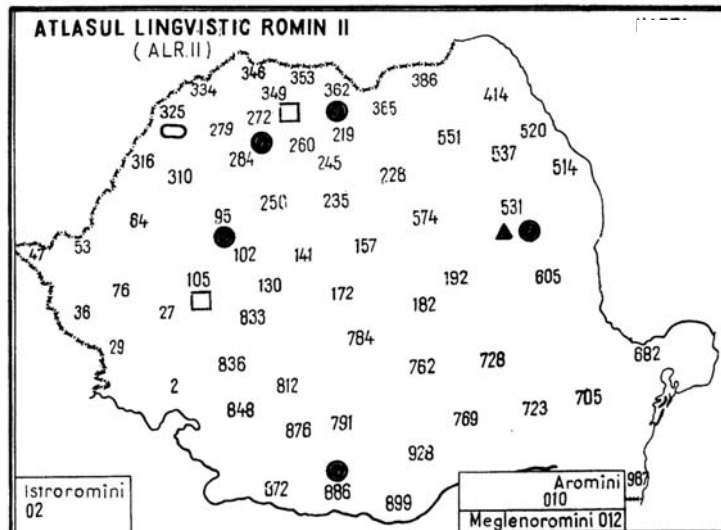 ATLASUL LINGVISTIC ROMIN II
(ALR.II)
346 353
334 349 362 386
325 272 365 414
279 219 520
284 260 551 537
316 245 514
310 228
250 235 531
64 95 574
53 102 141 157
47
105 130 192 605
76 172 182
36 27 833
784
29 836 762 728 682
2 812
848 791 769 723 705
876
928
Istroromini
02
872 886 899
Aromini
010
987
Meglenoromini 012